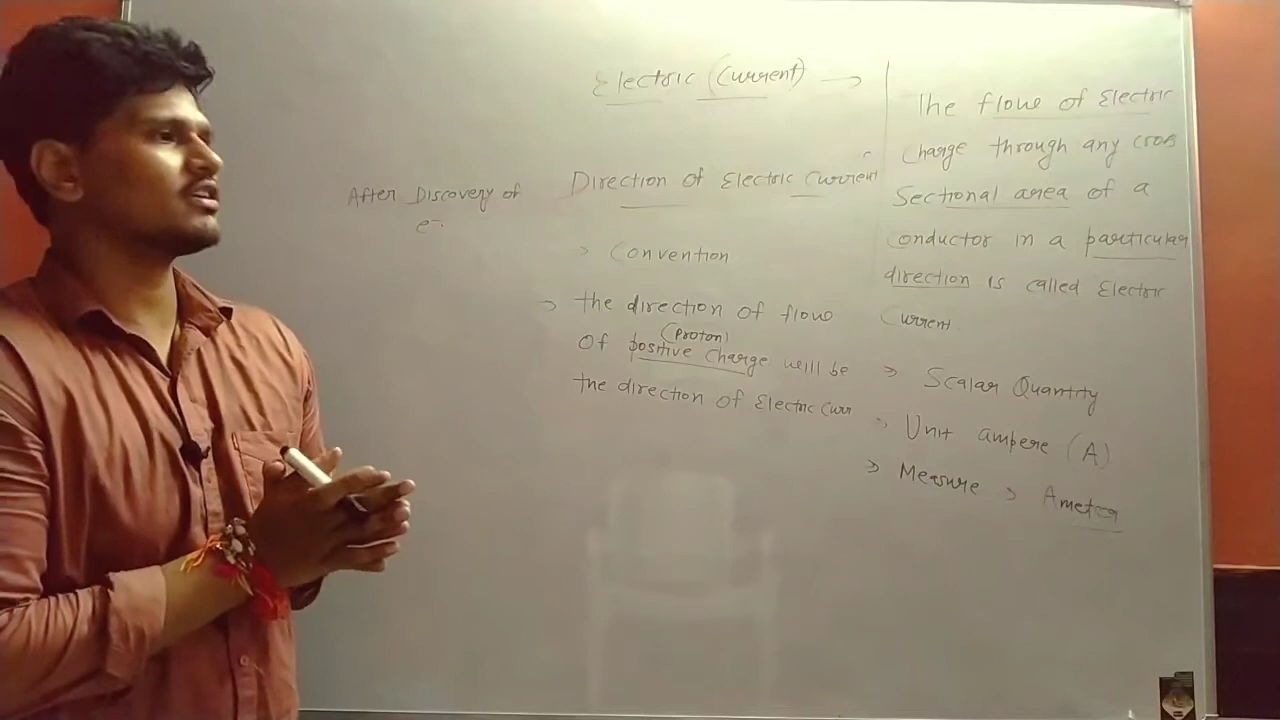 Electric (Current) →
The flow of Electric
Charge through any cross
Sectional area of a
Conductor in a particular
direction is called Electric
Current.
→ Scalar Quantity
→ Unit ampere (A)
→ Measure → Ameter
Direction of Electric Current
→ Convention
→ the direction of flow
(Proton)
of positive charge will be
the direction of Electric Curr
After Discovery of
e-